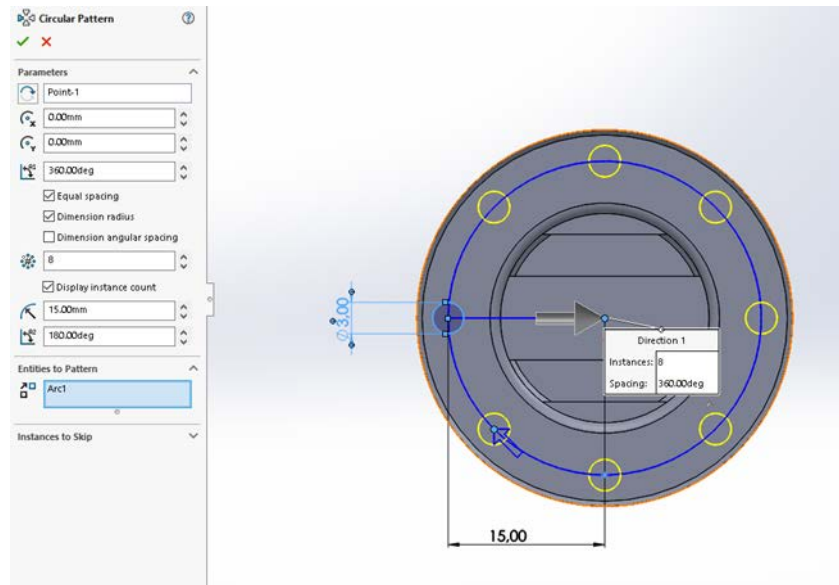 Circular Pattern
Parameters
Point-1
0.00mm
0.00mm
360.00deg
Equal spacing
Dimension radius
Dimension angular spacing
8
Display instance count
15.00mm
180.00deg
Entities to Pattern
Arc1
Instances to Skip
∅3,00
Direction 1
Instances: 8
Spacing: 360.00deg
15,00